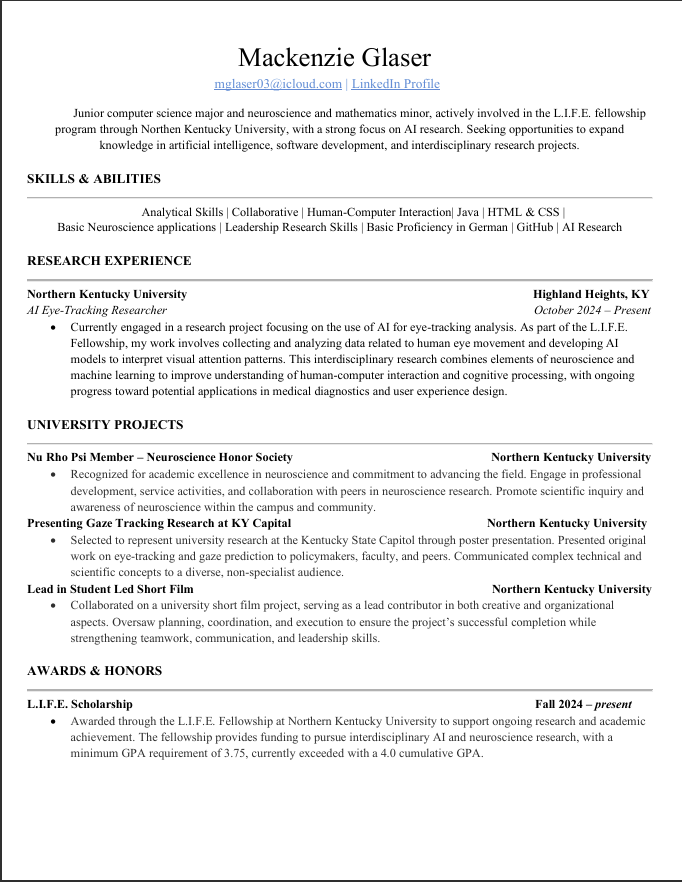 Mackenzie Glaser
mglaser03@icloud.com | LinkedIn Profile
Junior computer science major and neuroscience and mathematics minor, actively involved in the L.I.F.E. fellowship
program through Northen Kentucky University, with a strong focus on AI research. Seeking opportunities to expand
knowledge in artificial intelligence, software development, and interdisciplinary research projects.
SKILLS & ABILITIES
Analytical Skills | Collaborative | Human-Computer Interaction| Java | HTML & CSS |
Basic Neuroscience applications | Leadership Research Skills | Basic Proficiency in German | GitHub | AI Research
RESEARCH EXPERIENCE
Northern Kentucky University Highland Heights, KY
AI Eye-Tracking Researcher October 2024 – Present
• Currently engaged in a research project focusing on the use of AI for eye-tracking analysis. As part of the L.I.F.E.
Fellowship, my work involves collecting and analyzing data related to human eye movement and developing AI
models to interpret visual attention patterns. This interdisciplinary research combines elements of neuroscience and
machine learning to improve understanding of human-computer interaction and cognitive processing, with ongoing
progress toward potential applications in medical diagnostics and user experience design.
UNIVERSITY PROJECTS
Nu Rho Psi Member – Neuroscience Honor Society Northern Kentucky University
• Recognized for academic excellence in neuroscience and commitment to advancing the field. Engage in professional
development, service activities, and collaboration with peers in neuroscience research. Promote scientific inquiry and
awareness of neuroscience within the campus and community.
Presenting Gaze Tracking Research at KY Capital Northern Kentucky University
• Selected to represent university research at the Kentucky State Capitol through poster presentation. Presented original
work on eye-tracking and gaze prediction to policymakers, faculty, and peers. Communicated complex technical and
scientific concepts to a diverse, non-specialist audience.
Lead in Student Led Short Film Northern Kentucky University
• Collaborated on a university short film project, serving as a lead contributor in both creative and organizational
aspects. Oversaw planning, coordination, and execution to ensure the project’s successful completion while
strengthening teamwork, communication, and leadership skills.
AWARDS & HONORS
L.I.F.E. Scholarship Fall 2024 – present
• Awarded through the L.I.F.E. Fellowship at Northern Kentucky University to support ongoing research and academic
achievement. The fellowship provides funding to pursue interdisciplinary AI and neuroscience research, with a
minimum GPA requirement of 3.75, currently exceeded with a 4.0 cumulative GPA.